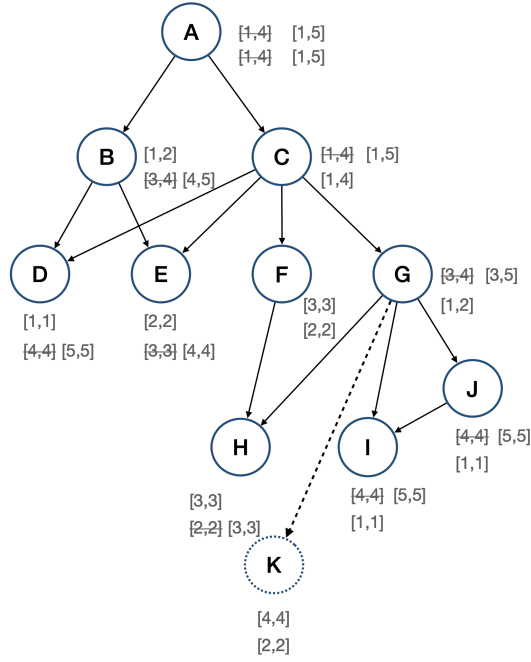 A [1,4] [1,5]
[1,4] [1,5]
B [1,2] C [1,4] [1,5]
[3,4] [4,5] [1,4]
D E F G [3,4] [3,5]
[3,3] [1,2]
[1,1] [2,2] [2,2]
[4,4] [5,5] [3,3] [4,4]
J
[4,4] [5,5]
H I [1,1]
[3,3] [4,4] [5,5]
[2,2] [3,3] [1,1]
K
[4,4]
[2,2]